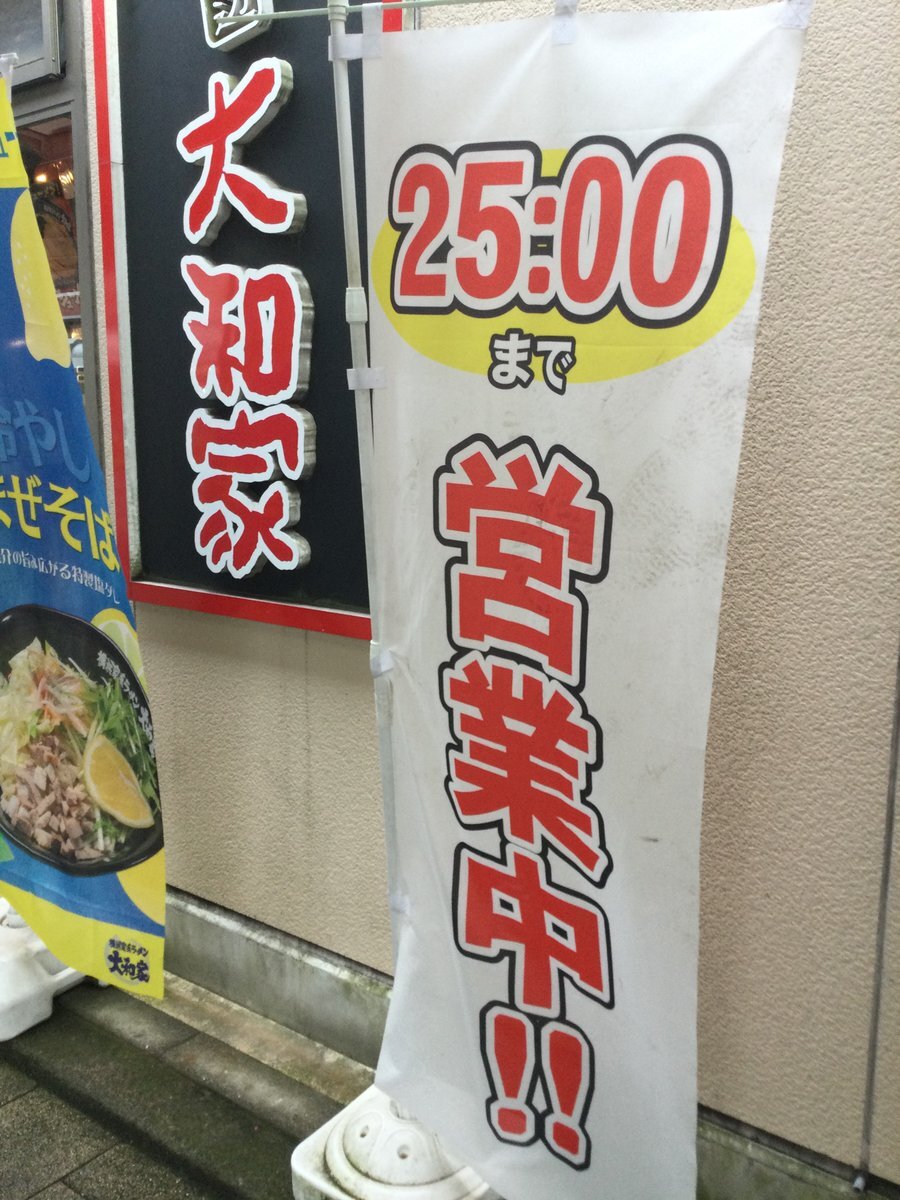 大和家
25:00
まで
営業中!!
冷やし
まぜそば
大和家